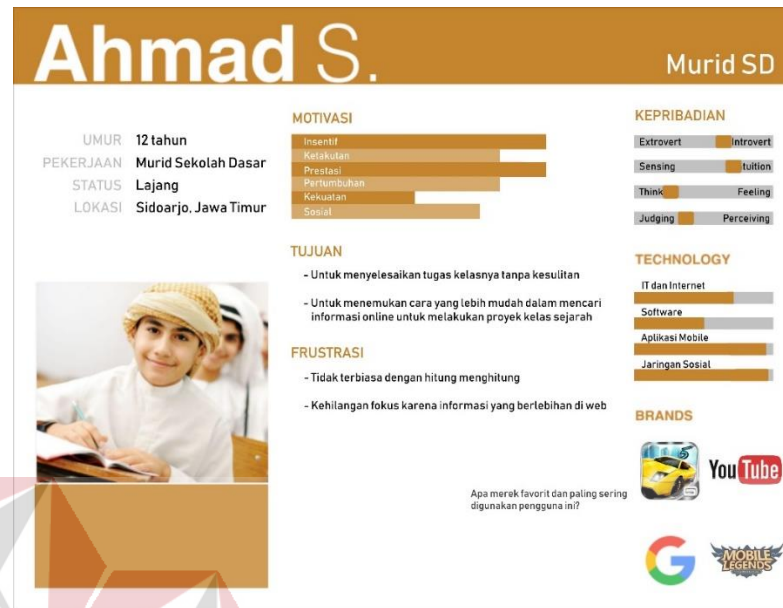 Ahmad S.
Murid SD
UMUR 12 tahun
PEKERJAAN Murid Sekolah Dasar
STATUS Lajang
LOKASI Sidoarjo, Jawa Timur
MOTIVASI
Insentif
Ketakutan
Prestasi
Pertumbuhan
Kekuatan
Sosial
TUJUAN
- Untuk menyelesaikan tugas kelasnya tanpa kesulitan
- Untuk menemukan cara yang lebih mudah dalam mencari
informasi online untuk melakukan proyek kelas sejarah
FRUSTRASI
- Tidak terbiasa dengan hitung menghitung
- Kehilangan fokus karena informasi yang berlebihan di web
Apa merek favorit dan paling sering
digunakan pengguna ini?
KEPRIBADIAN
Extrovert Introvert
Sensing tuition
Think Feeling
Judging Perceiving
TECHNOLOGY
IT dan Internet
Software
Aplikasi Mobile
Jaringan Sosial
BRANDS
5
YouTube
G
MOBILE
LEGENDS